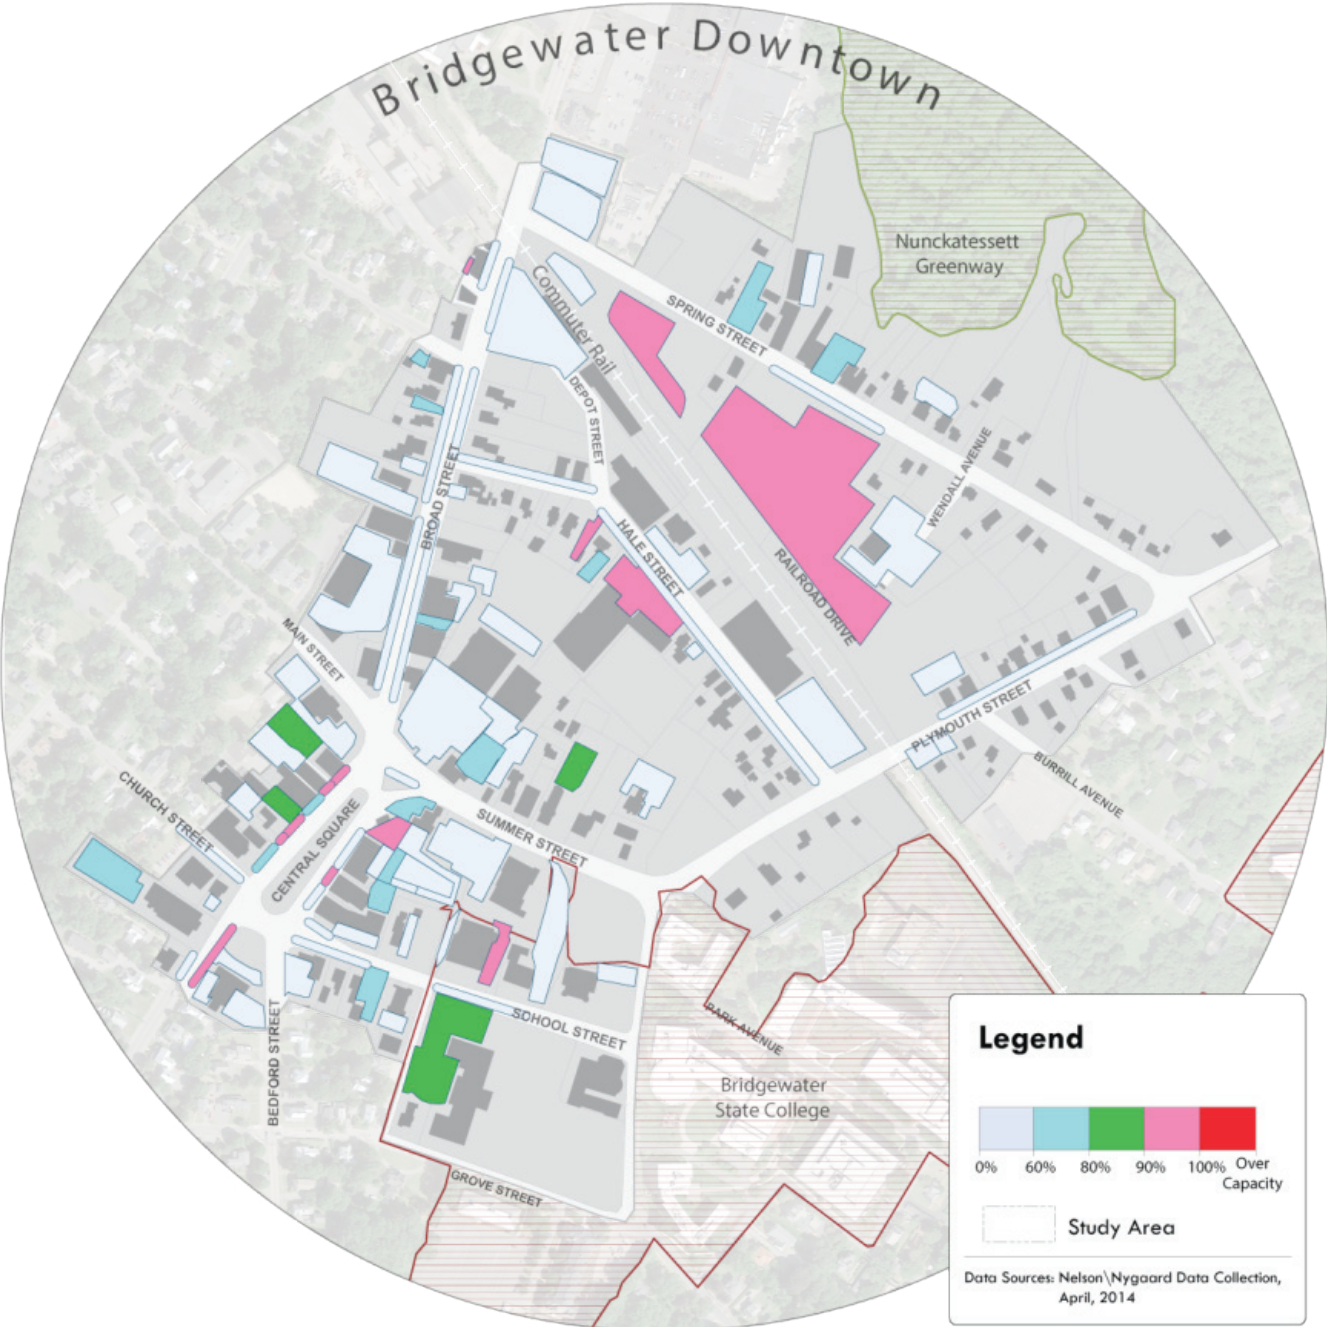 Bridgewater Downtown
Nunckatessett
Greenway
Commuter Rail
SPRING STREET
DEPOT STREET
BROAD STREET
WENDALL AVENUE
HALE STREET
RAILROAD DRIVE
MAIN STREET
PLYMOUTH STREET
BURRILL AVENUE
CHURCH STREET
CENTRAL SQUARE
SUMMER STREET
SCHOOL STREET
PARK AVENUE
BEDFORD STREET
Bridgewater
State College
GROVE STREET
Legend
0% 60% 80% 90% 100% Over
Capacity
Study Area
Data Sources: Nelson\Nygaard Data Collection,
April, 2014